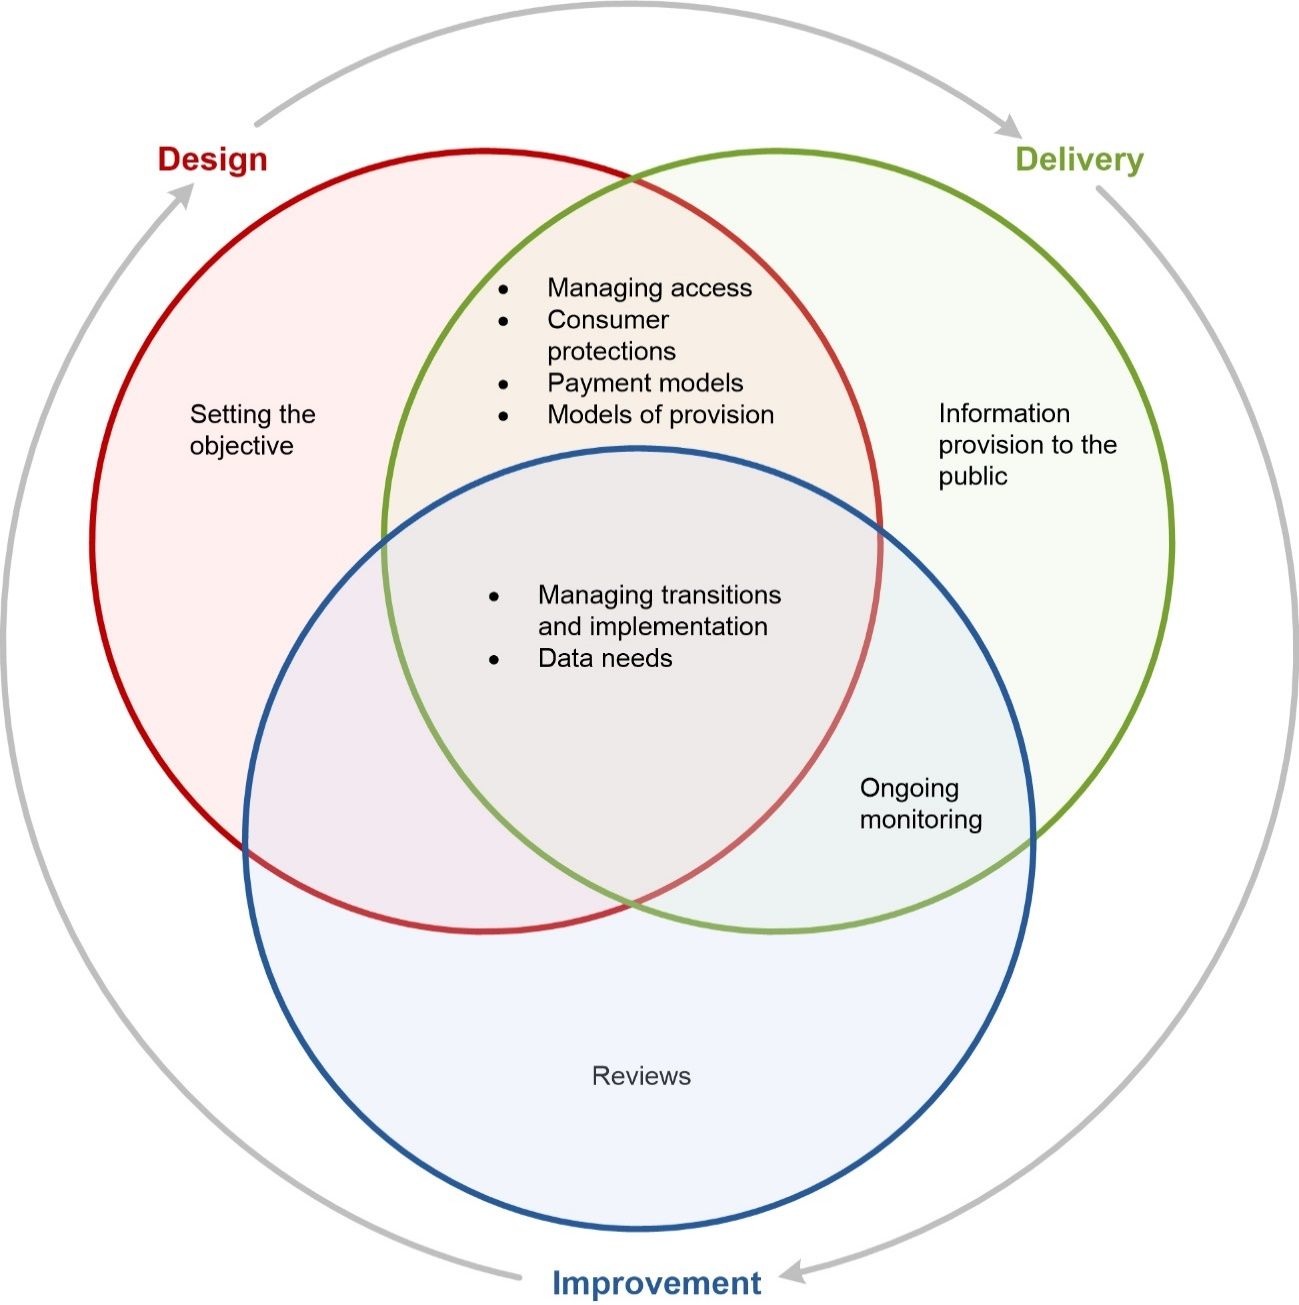 Design
Delivery
• Managing access
• Consumer
protections
• Payment models
• Models of provision
Setting the
objective
Information
provision to the
public
• Managing transitions
and implementation
• Data needs
Ongoing
monitoring
Reviews
Improvement